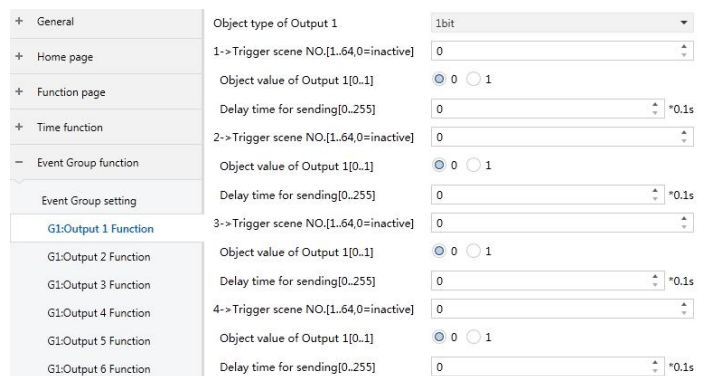 + General
+ Home page
+ Function page
+ Time function
− Event Group function
Event Group setting
G1:Output 1 Function
G1:Output 2 Function
G1:Output 3 Function
G1:Output 4 Function
G1:Output 5 Function
G1:Output 6 Function
Object type of Output 1 1bit
1->Trigger scene NO.[1..64,0=inactive] 0
Object value of Output 1[0..1] 0 1
Delay time for sending[0..255] 0 *0.1s
2->Trigger scene NO.[1..64,0=inactive] 0
Object value of Output 1[0..1] 0 1
Delay time for sending[0..255] 0 *0.1s
3->Trigger scene NO.[1..64,0=inactive] 0
Object value of Output 1[0..1] 0 1
Delay time for sending[0..255] 0 *0.1s
4->Trigger scene NO.[1..64,0=inactive] 0
Object value of Output 1[0..1] 0 1
Delay time for sending[0..255] 0 *0.1s